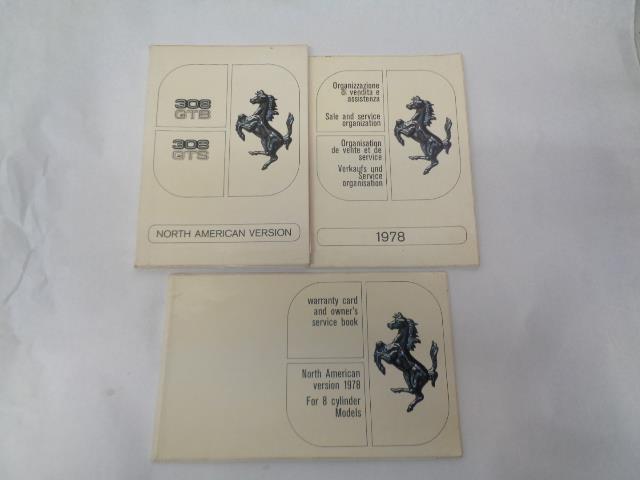 308
GTB
308
GTS
NORTH AMERICAN VERSION
Organizzazione
di vendita e
assistenza
Sale and service
organization
Organisation
de vente et de
service
Verkaufs und
Service
organisation
1978
warranty card
and owner's
service book
North American
version 1978
For 8 cylinder
Models